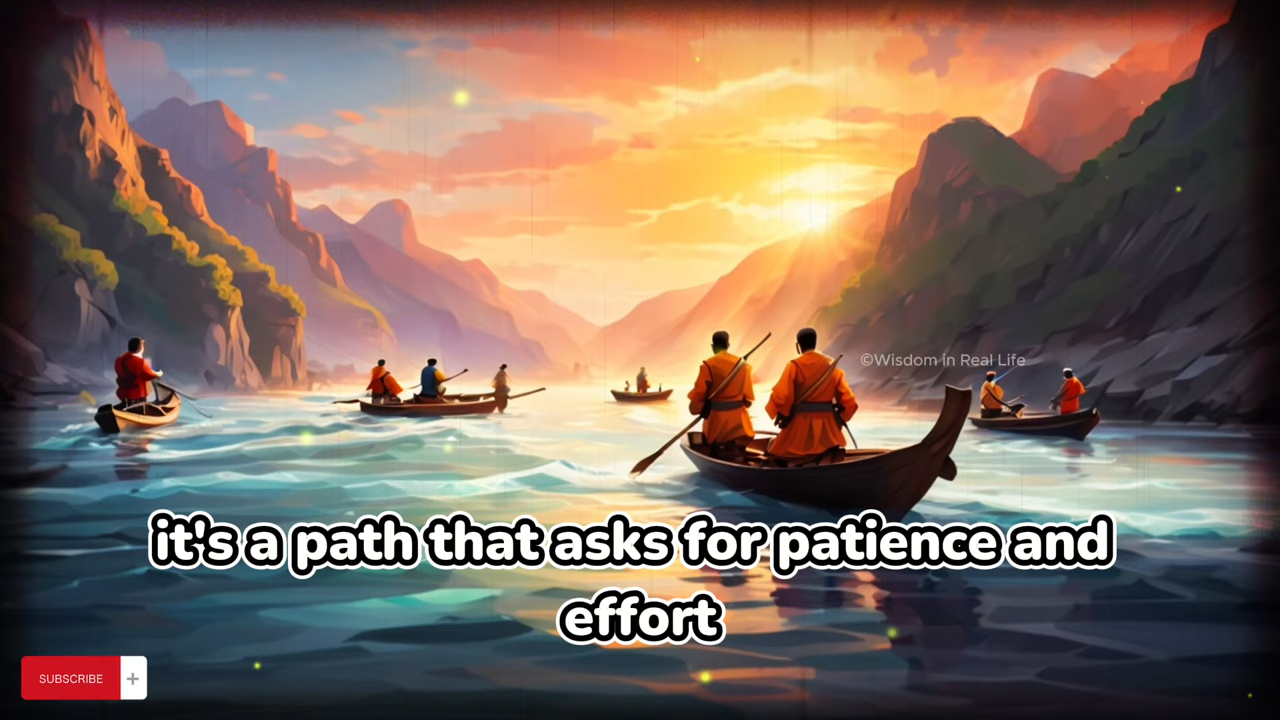 ©Wisdom in Real Life
it's a path that asks for patience and
effort
SUBSCRIBE +